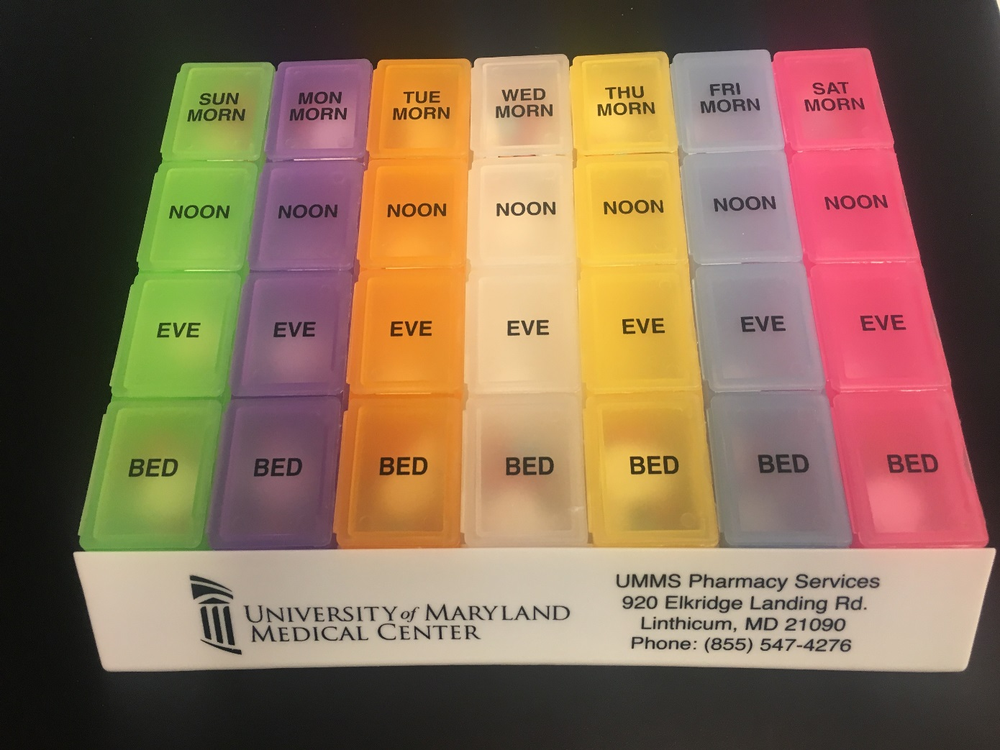 SUN
MORN
MON
MORN
TUE
MORN
WED
MORN
THU
MORN
FRI
MORN
SAT
MORN
NOON NOON NOON NOON NOON NOON NOON
EVE EVE EVE EVE EVE EVE EVE
BED BED BED BED BED BED BED
UNIVERSITY of MARYLAND
MEDICAL CENTER
UMMS Pharmacy Services
920 Elkridge Landing Rd.
Linthicum, MD 21090
Phone: (855) 547-4276